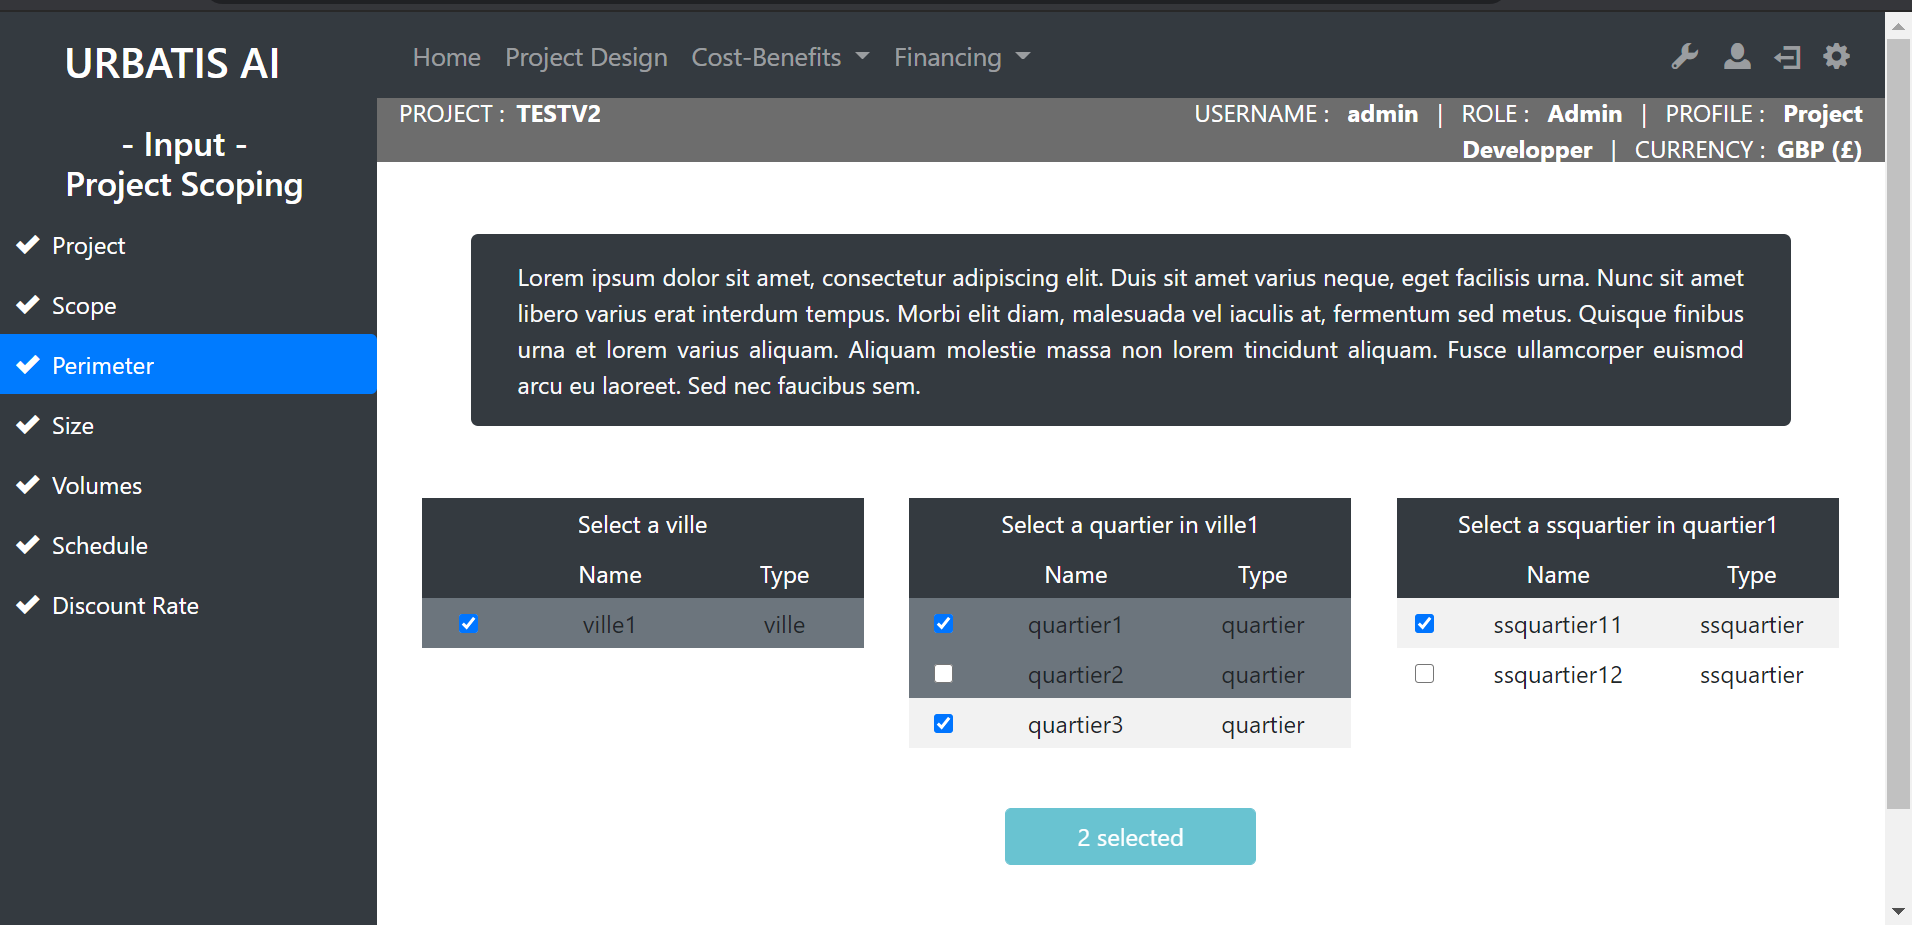 URBATIS AI
Home Project Design Cost-Benefits Financing
PROJECT : TESTV2
USERNAME : admin | ROLE : Admin | PROFILE : Project
Developper | CURRENCY : GBP (£)
- Input -
Project Scoping
Project
Scope
Perimeter
Size
Volumes
Schedule
Discount Rate
Lorem ipsum dolor sit amet, consectetur adipiscing elit. Duis sit amet varius neque, eget facilisis urna. Nunc sit amet
libero varius erat interdum tempus. Morbi elit diam, malesuada vel iaculis at, fermentum sed metus. Quisque finibus
urna et lorem varius aliquam. Aliquam molestie massa non lorem tincidunt aliquam. Fusce ullamcorper euismod
arcu eu laoreet. Sed nec faucibus sem.
Select a ville
Name Type
ville1 ville
Select a quartier in ville1
Name Type
quartier1 quartier
quartier2 quartier
quartier3 quartier
Select a ssquartier in quartier1
Name Type
ssquartier11 ssquartier
ssquartier12 ssquartier
2 selected